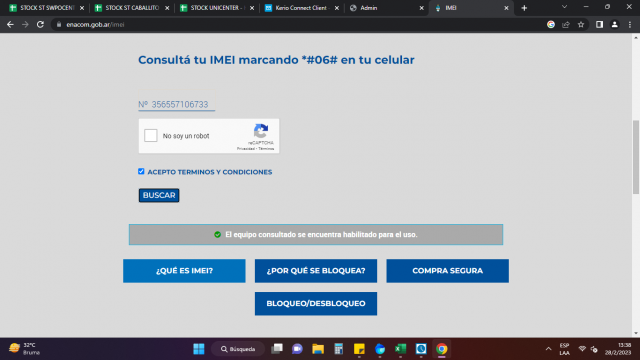 STOCK ST SWPOCENT
STOCK ST CABALLITO
STOCK UNICENTER -
Kerio Connect Client -
Admin
IMEI
enacom.gob.ar/imei
Consultá tu IMEI marcando *#06# en tu celular
Nº 356557106733
No soy un robot
reCAPTCHA
Privacidad - Términos
ACEPTO TERMINOS Y CONDICIONES
BUSCAR
El equipo consultado se encuentra habilitado para el uso.
¿QUÉ ES IMEI?
¿POR QUÉ SE BLOQUEA?
COMPRA SEGURA
BLOQUEO/DESBLOQUEO
32°C
Bruma
Búsqueda
ESP
LAA
13:38
28/2/2023